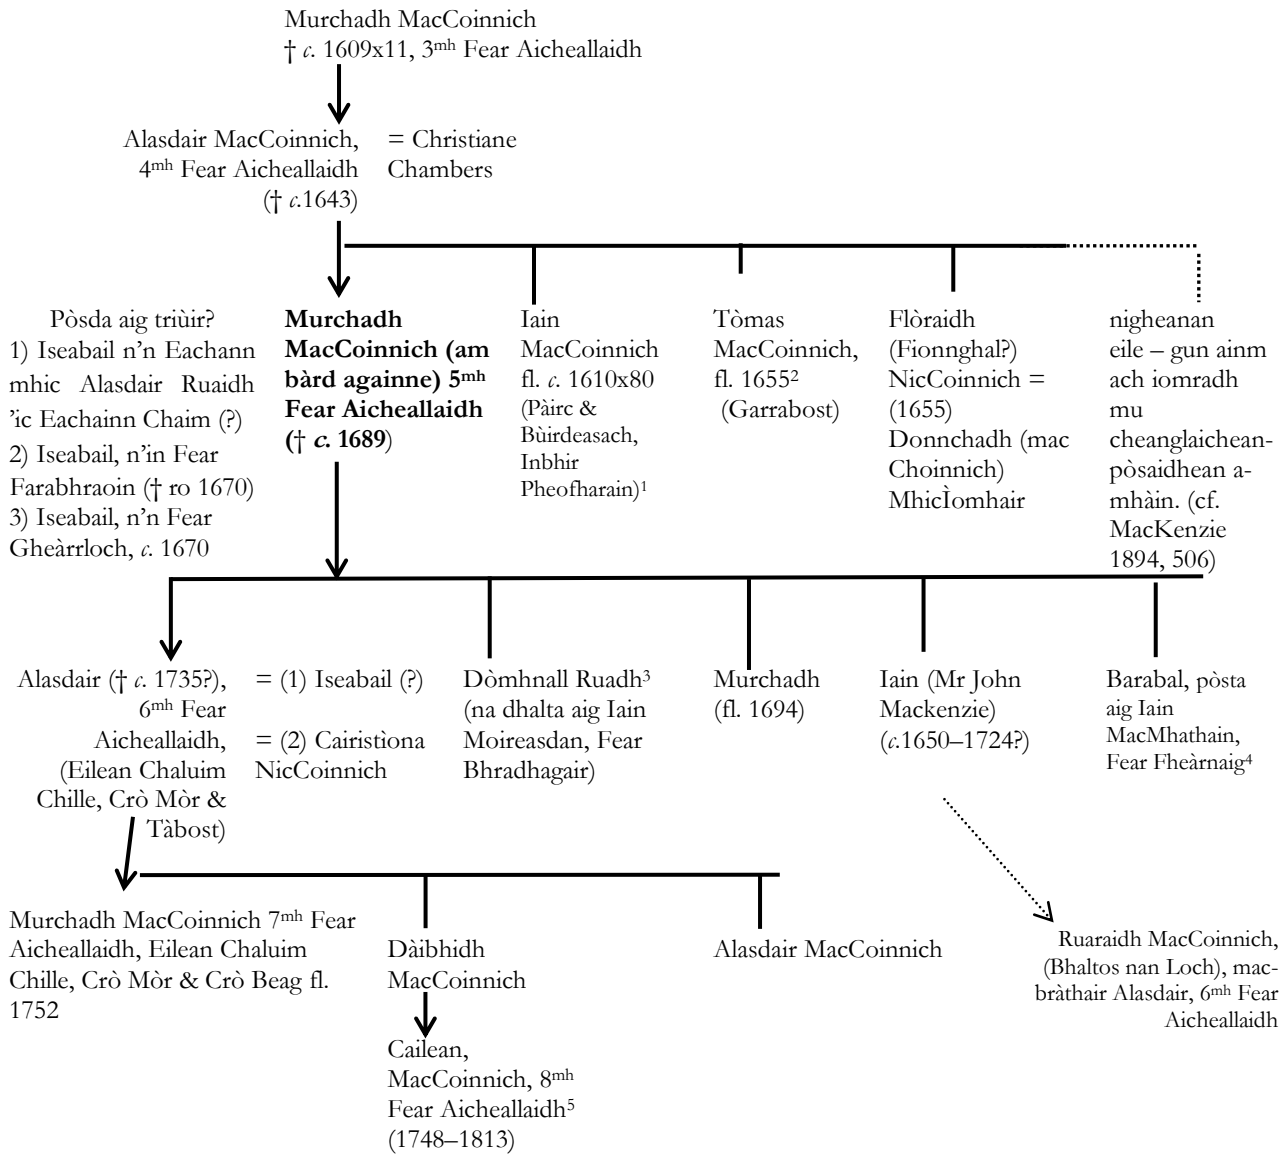 Murchadh MacCoinnich
† c. 1609x11, 3ᵐʰ Fear Aicheallaidh
Alasdair MacCoinnich,
4ᵐʰ Fear Aicheallaidh
(† c.1643)
= Christiane
Chambers
Pòsda aig triùir?
1) Iseabail n'n Eachann
mhic Alasdair Ruaidh
'ic Eachainn Chaim (?)
2) Iseabail, n'in Fear
Farabhraoin († ro 1670)
3) Iseabail, n'n Fear
Gheàrrloch, c. 1670
Murchadh
MacCoinnich (am
bàrd againne) 5ᵐʰ
Fear Aicheallaidh
(† c. 1689)
Iain
MacCoinnich
fl. c. 1610x80
(Pàirc &
Bùirdeasach,
Inbhir
Pheofharain)¹
Tòmas
MacCoinnich,
fl. 1655²
(Garrabost)
Flòraidh
(Fionnghal?)
NicCoinnich =
(1655)
Donnchadh (mac
Choinnich)
MhicÌomhair
nigheanan
eile – gun ainm
ach iomradh
mu
cheanglaichean-
pòsaidhean a-
mhàin. (cf.
MacKenzie
1894, 506)
Alasdair († c. 1735?),
6ᵐʰ Fear
Aicheallaidh,
(Eilean Chaluim
Chille, Crò Mòr &
Tàbost)
= (1) Iseabail (?)
= (2) Cairistìona
NicCoinnich
Dòmhnall Ruadh³
(na dhalta aig Iain
Moireasdan, Fear
Bhradhagair)
Murchadh
(fl. 1694)
Iain (Mr John
Mackenzie)
(c.1650–1724?)
Barabal, pòsta
aig Iain
MacMhathain,
Fear Fheàrnaig⁴
Murchadh MacCoinnich 7ᵐʰ Fear
Aicheallaidh, Eilean Chaluim
Chille, Crò Mòr & Crò Beag fl.
1752
Dàibhidh
MacCoinnich
Alasdair MacCoinnich
Ruaraidh MacCoinnich,
(Bhaltos nan Loch), mac-
bràthair Alasdair, 6ᵐʰ Fear
Aicheallaidh
Cailean,
MacCoinnich, 8ᵐʰ
Fear Aicheallaidh⁵
(1748–1813)